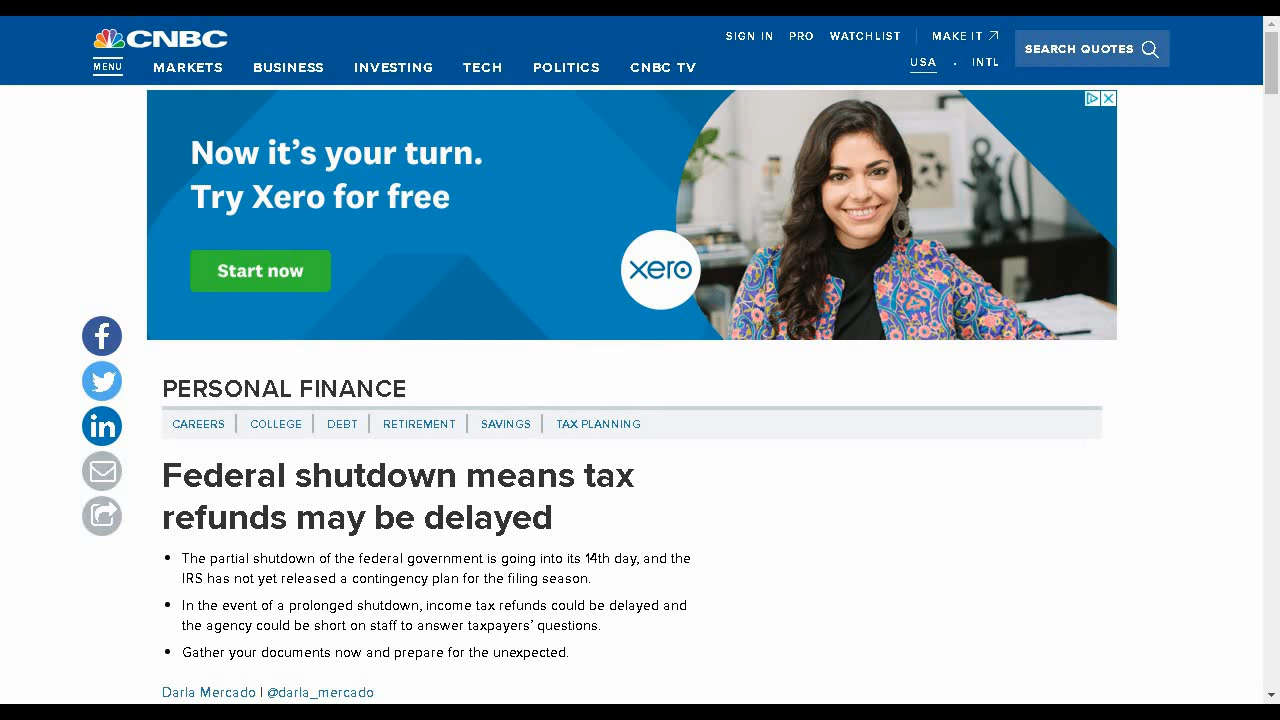 CNBC
SIGN IN PRO WATCHLIST MAKE IT
SEARCH QUOTES
USA · INTL
MENU MARKETS BUSINESS INVESTING TECH POLITICS CNBC TV
Now it's your turn.
Try Xero for free
Start now
xero
PERSONAL FINANCE
CAREERS COLLEGE DEBT RETIREMENT SAVINGS TAX PLANNING
Federal shutdown means tax
refunds may be delayed
• The partial shutdown of the federal government is going into its 14th day, and the
IRS has not yet released a contingency plan for the filing season.
• In the event of a prolonged shutdown, income tax refunds could be delayed and
the agency could be short on staff to answer taxpayers' questions.
• Gather your documents now and prepare for the unexpected.
Darla Mercado | @darla_mercado